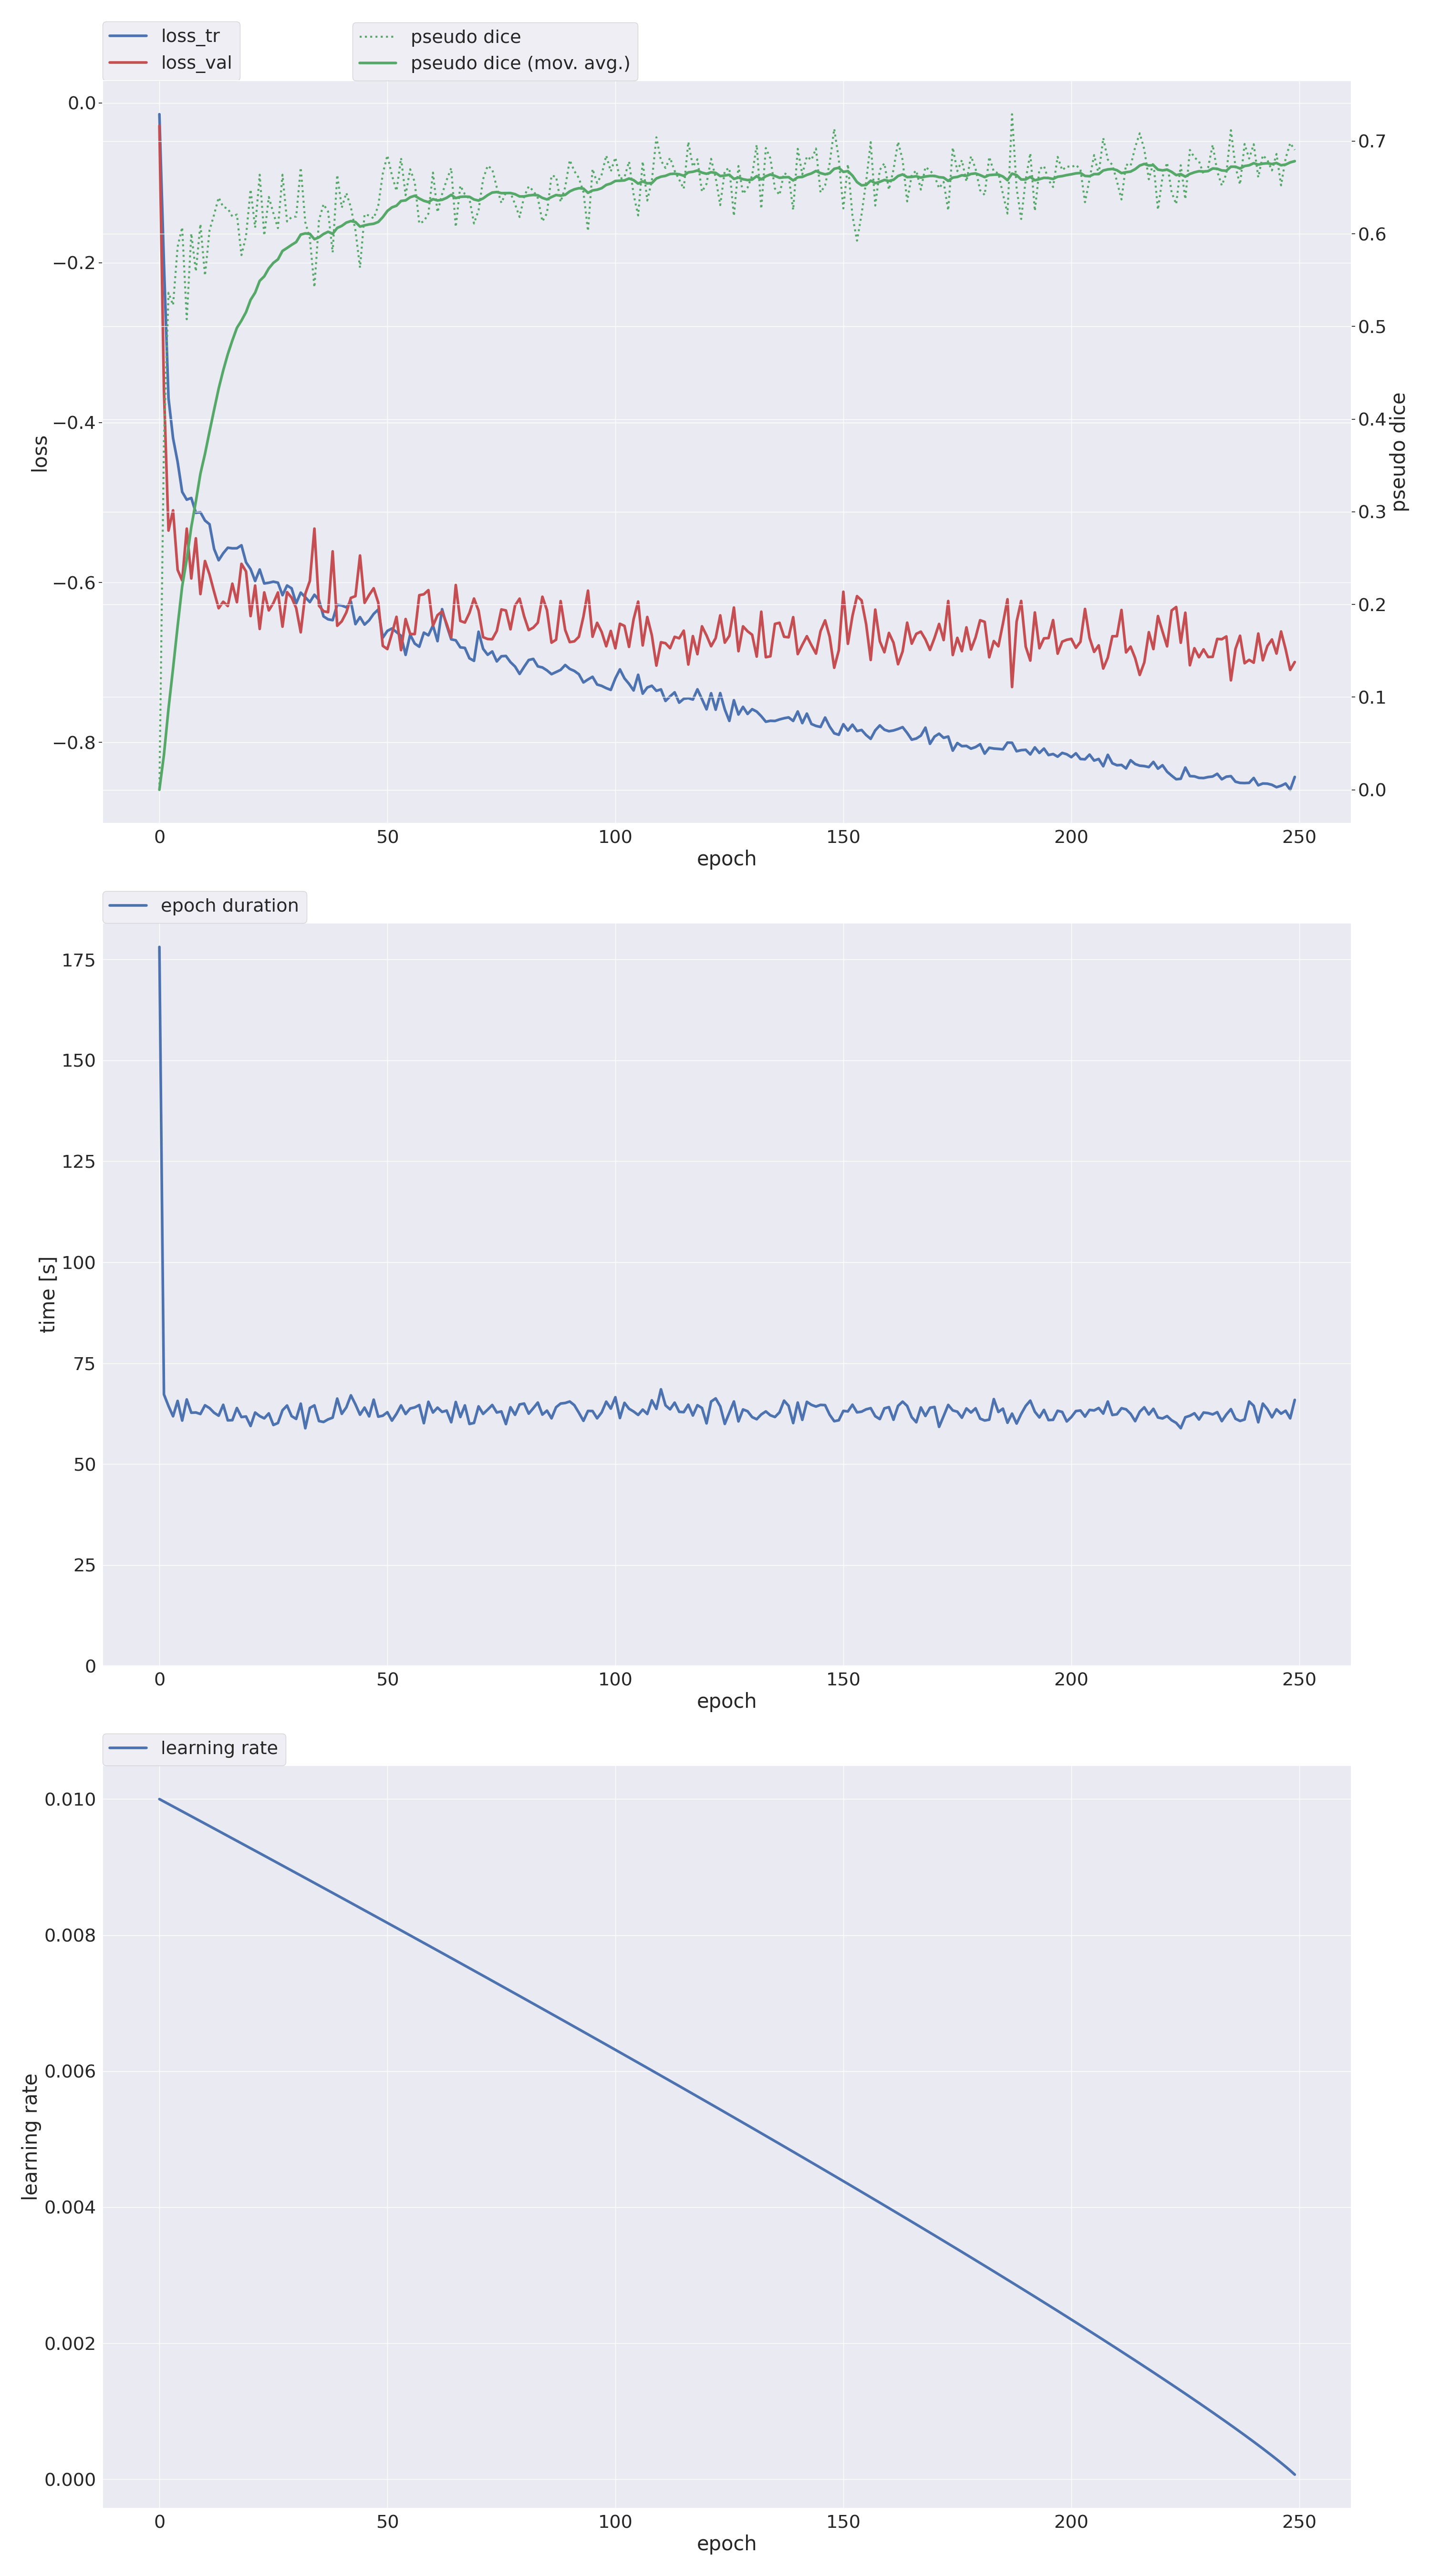 loss_tr
loss_val
pseudo dice
pseudo dice (mov. avg.)
0.0
−0.2
−0.4
−0.6
−0.8
loss
0.7
0.6
0.5
0.4
0.3
0.2
0.1
0.0
pseudo dice
0 50 100 150 200 250
epoch
epoch duration
175
150
125
100
75
50
25
0
time [s]
0 50 100 150 200 250
epoch
learning rate
0.010
0.008
0.006
0.004
0.002
0.000
learning rate
0 50 100 150 200 250
epoch